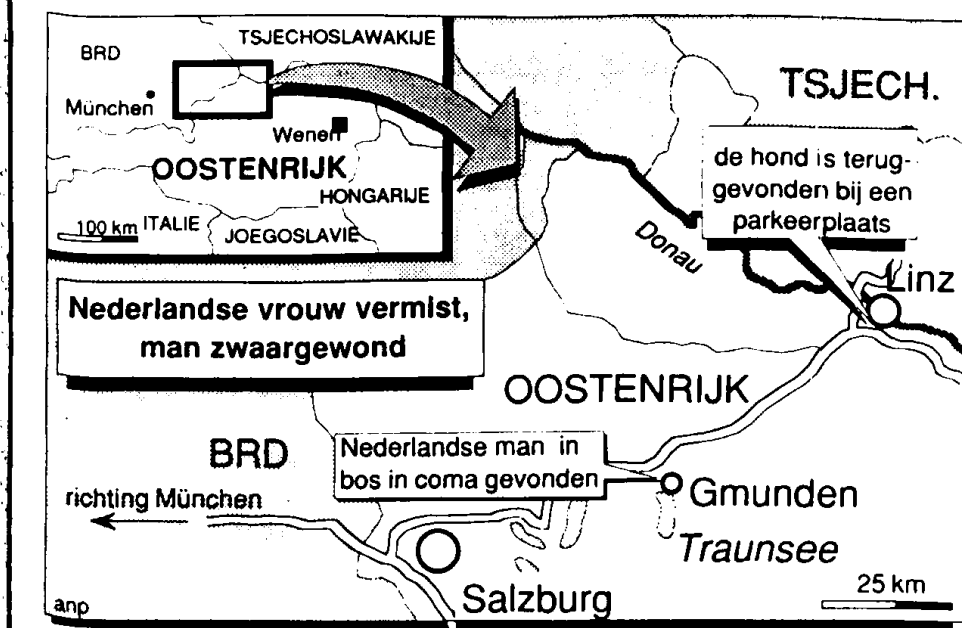 TSJECHOSLAWAKIJE
BRD
München
Wenen
OOSTENRIJK
HONGARIJE
100 km
ITALIE
JOEGOSLAVIË
TSJECH.
de hond is terug-
gevonden bij een
parkeerplaats
Donau
Linz
Nederlandse vrouw vermist,
man zwaargewond
OOSTENRIJK
BRD
Nederlandse man in
bos in coma gevonden
richting München
Gmunden
Traunsee
Salzburg
25 km
anp